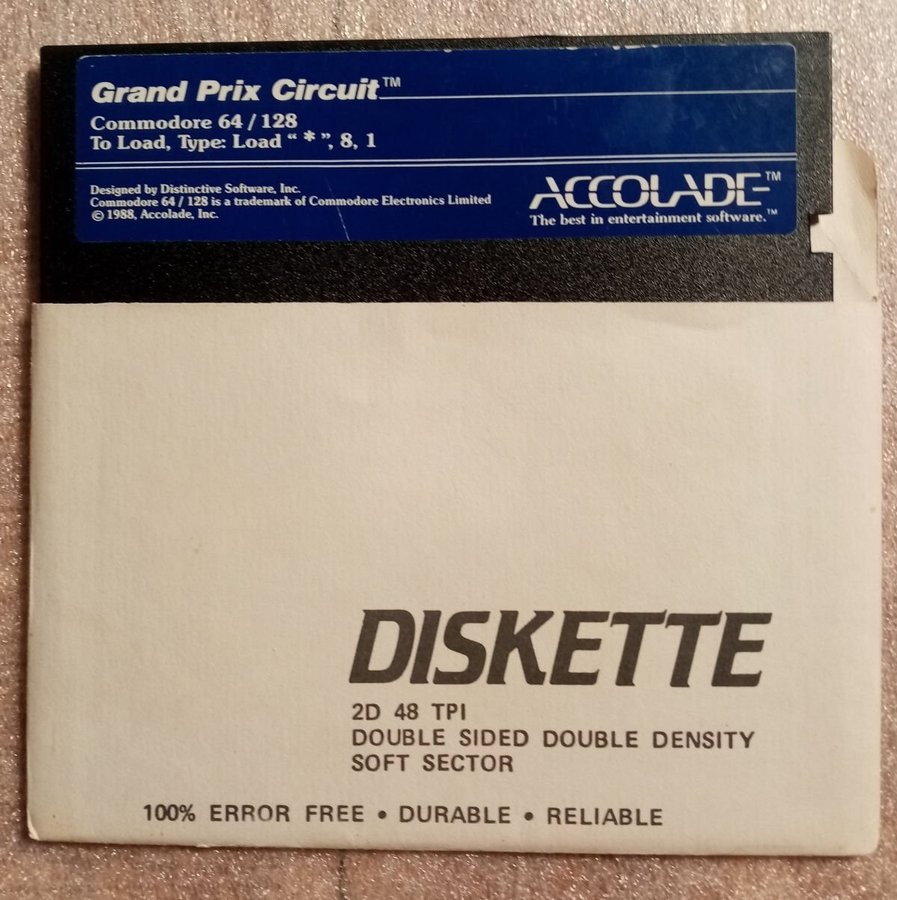 Grand Prix Circuit™
Commodore 64 / 128
To Load, Type: Load “ * ”, 8, 1
Designed by Distinctive Software, Inc.
Commodore 64 / 128 is a trademark of Commodore Electronics Limited
© 1988, Accolade, Inc.
ACCOLADE™
The best in entertainment software.™
DISKETTE
2D 48 TPI
DOUBLE SIDED DOUBLE DENSITY
SOFT SECTOR
100% ERROR FREE • DURABLE • RELIABLE